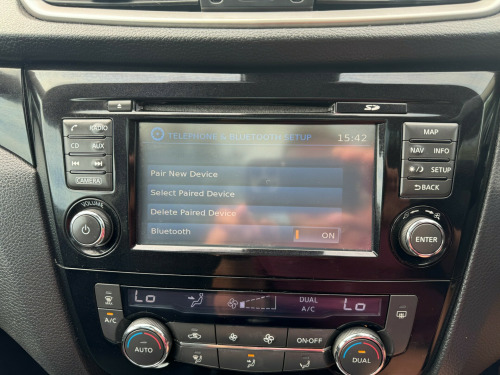 SD
RADIO
CD AUX
CAMERA
VOLUME
TELEPHONE & BLUETOOTH SETUP 15:42
Pair New Device
Select Paired Device
Delete Paired Device
Bluetooth ON
MAP
NAV INFO
SETUP
BACK
ENTER
A/C
Lo DUAL Lo
A/C
AUTO
ON·OFF
DUAL